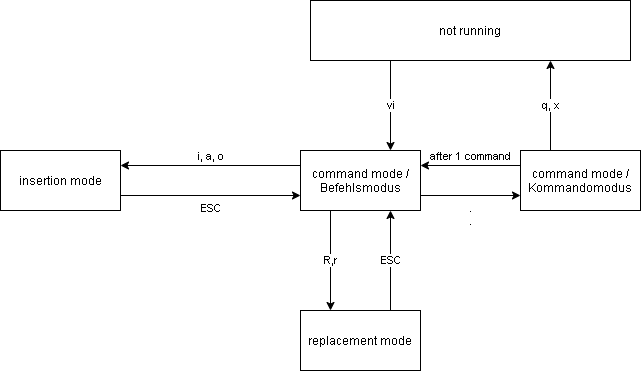 not running
vi
q, x
i, a, o
after 1 command
insertion mode
command mode /
Befehlsmodus
command mode /
Kommandomodus
ESC
:
R,r
ESC
replacement mode